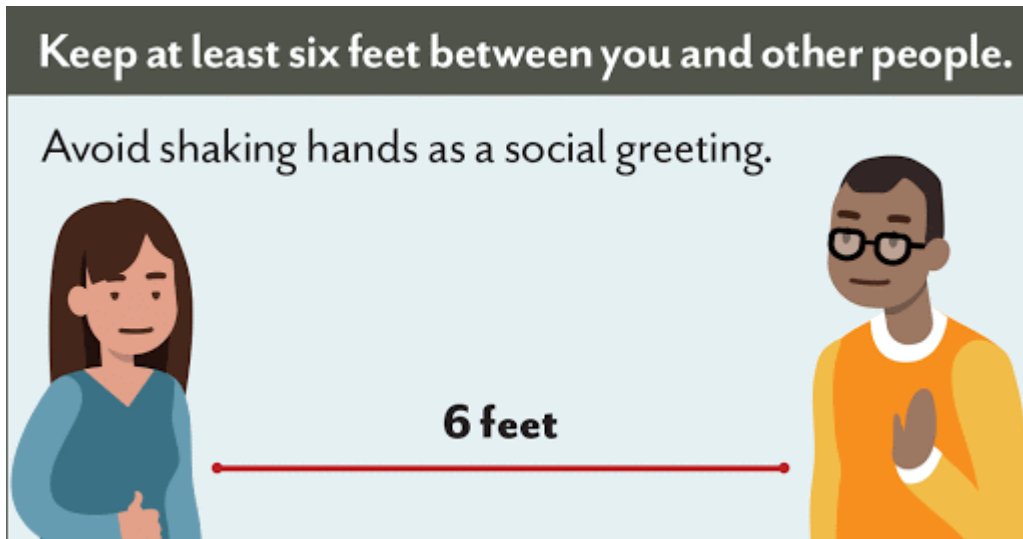 Keep at least six feet between you and other people.
Avoid shaking hands as a social greeting.
6 feet